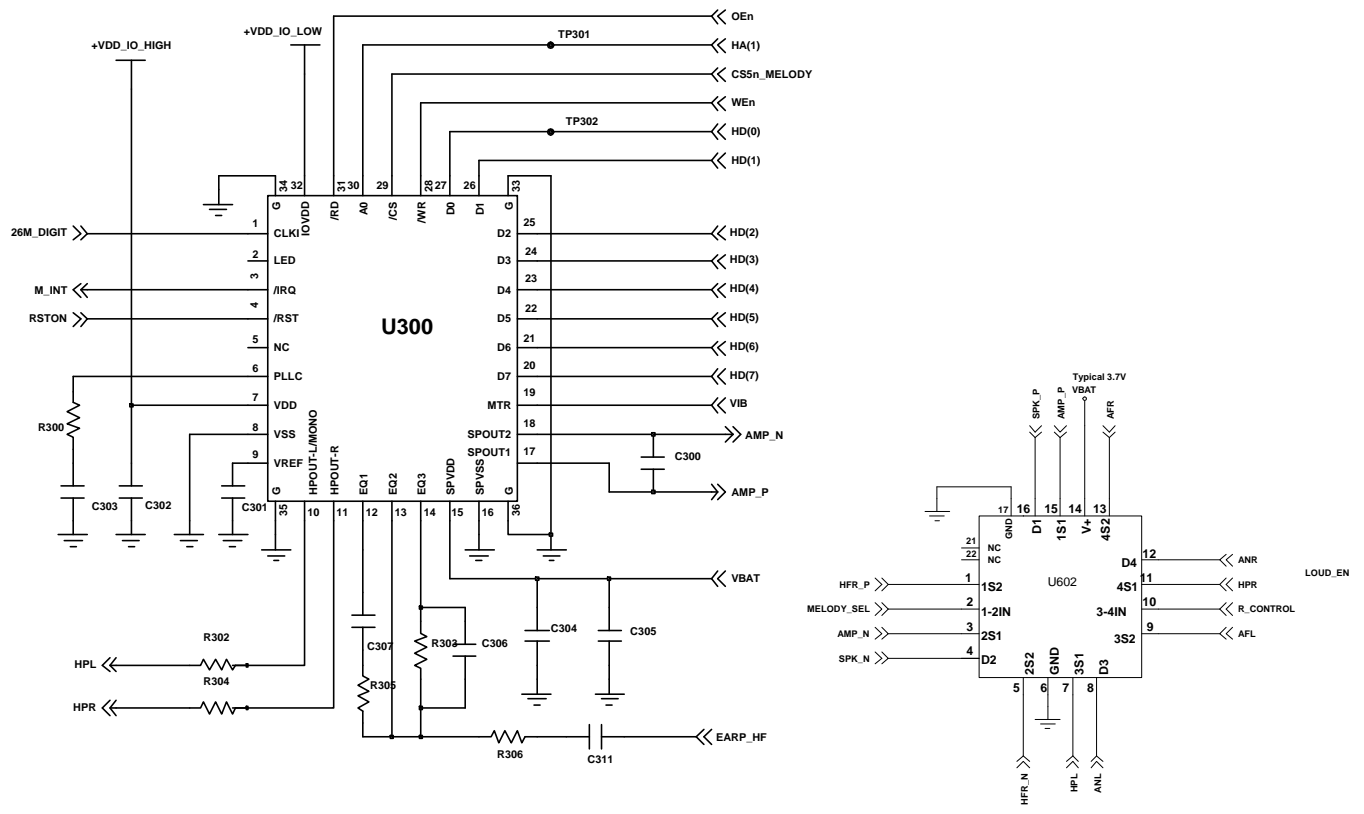 OEn
+VDD_IO_LOW
TP301
+VDD_IO_HIGH
HA(1)
CS5n_MELODY
WEn
TP302
HD(0)
HD(1)
34 32 31 30 29 28 27 26 33
G IOVDD /RD A0 /CS /WR D0 D1 G
26M_DIGIT 1 CLKI D2 25 HD(2)
2 LED D3 24 HD(3)
M_INT 3 /IRQ D4 23 HD(4)
RSTON 4 /RST D5 22 HD(5)
U300
5 NC D6 21 HD(6)
6 PLLC D7 20 HD(7)
7 VDD MTR 19 VIB
R300
8 VSS SPOUT2 18 AMP_N
9 VREF SPOUT1 17
C300
AMP_P
C303 C302 C301
G HPOUT-L/MONO HPOUT-R EQ1 EQ2 EQ3 SPVDD SPVSS G
35 10 11 12 13 14 15 16 36
VBAT
C307 R303 C306 C304 C305
R302
HPL
R304
R305
HPR
R306
C311
EARP_HF
Typical 3.7V
VBAT
SPK_P AMP_P AFR
17 16 15 14 13
GND D1 1S1 V+ 4S2
21 NC
22 NC
D4 12 ANR
HFR_P 1 1S2 U602 4S1 11 HPR
LOUD_EN
MELODY_SEL 2 1-2IN 3-4IN 10 R_CONTROL
AMP_N 3 2S1 3S2 9 AFL
SPK_N 4 D2
2S2 GND 3S1 D3
5 6 7 8
HFR_N HPL ANL